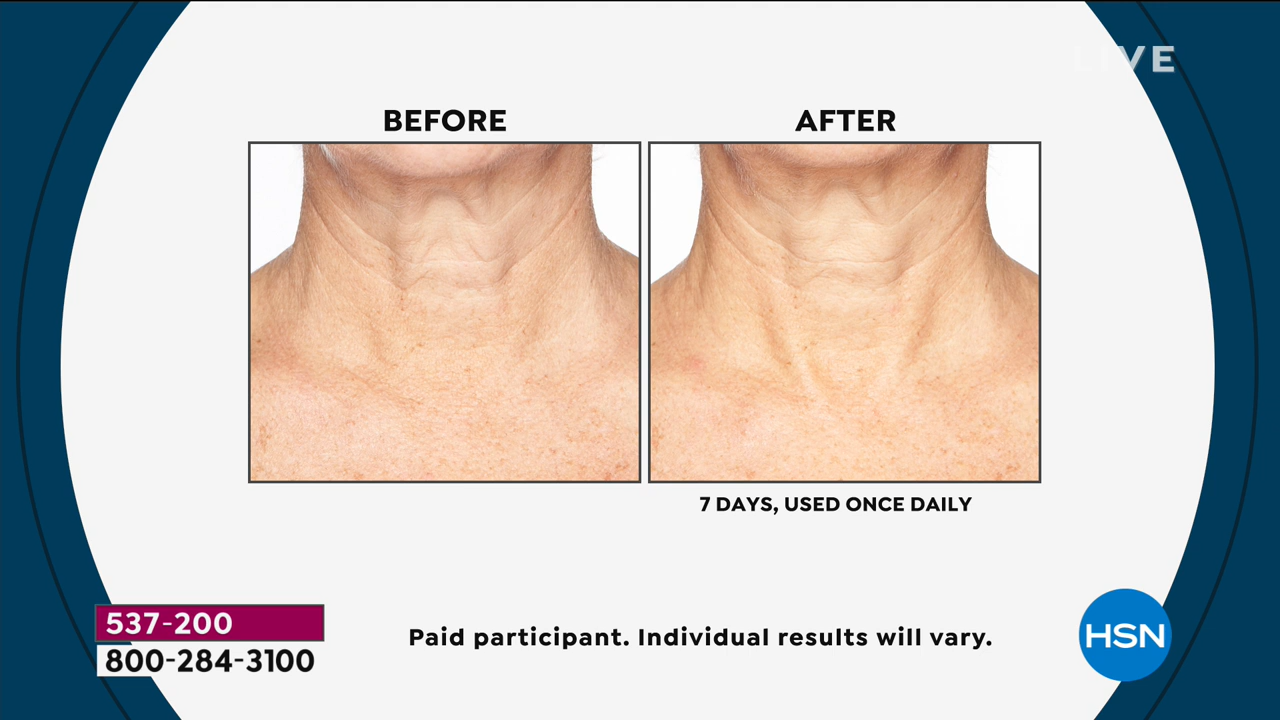 LIVE
BEFORE
AFTER
7 DAYS, USED ONCE DAILY
537-200
800-284-3100
Paid participant. Individual results will vary.
HSN